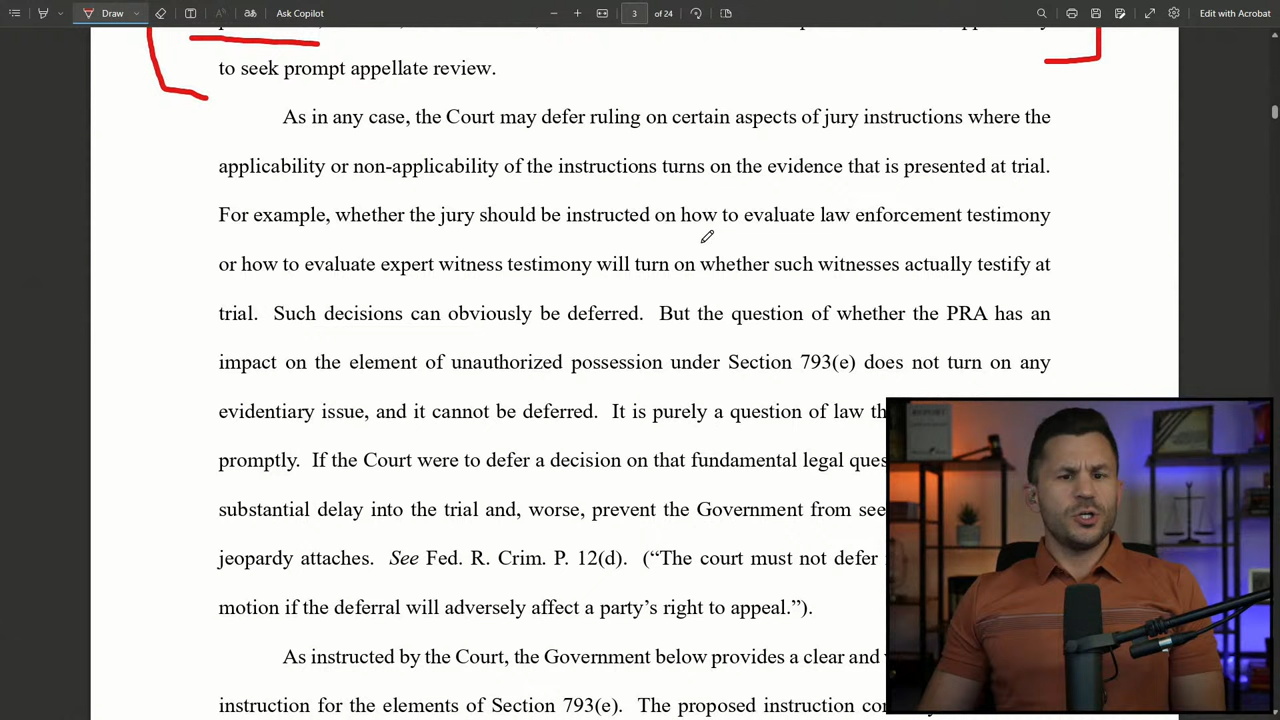 Draw
Ask Copilot
3 of 24
Edit with Acrobat
to seek prompt appellate review.
As in any case, the Court may defer ruling on certain aspects of jury instructions where the
applicability or non-applicability of the instructions turns on the evidence that is presented at trial.
For example, whether the jury should be instructed on how to evaluate law enforcement testimony
or how to evaluate expert witness testimony will turn on whether such witnesses actually testify at
trial. Such decisions can obviously be deferred. But the question of whether the PRA has an
impact on the element of unauthorized possession under Section 793(e) does not turn on any
evidentiary issue, and it cannot be deferred. It is purely a question of law
promptly. If the Court were to defer a decision on that fundamental legal
substantial delay into the trial and, worse, prevent the Government from
jeopardy attaches. See Fed. R. Crim. P. 12(d). (“The court must not defer
motion if the deferral will adversely affect a party’s right to appeal.”).
As instructed by the Court, the Government below provides a clear and
instruction for the elements of Section 793(e). The proposed instruction